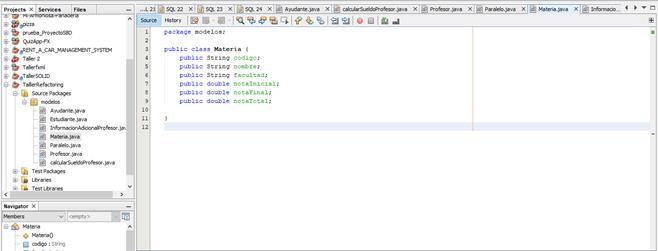 Projects × Services Files
Mi-Amorosa-Panaderia
pizza
prueba_ProyectoSBD
QuizApp-FX
RENT_A_CAR_MANAGEMENT_SYSTEM
Taller 2
Tallerfxml
TallerSOLID
TallerRefactoring
Source Packages
modelos
Ayudante.java
Estudiante.java
InformacionAdicionalProfesor.java
Materia.java
Paralelo.java
Profesor.java
calcularSueldoProfesor.java
Test Packages
Libraries
Test Libraries
Navigator ×
Members <empty>
Materia
Materia()
codigo : String
...L 21 SQL 22 SQL 23 SQL 24 Ayudante.java calcularSueldoProfesor.java Profesor.java Paralelo.java Materia.java Informacio
Source History
1 package modelos;
2
3 public class Materia {
4 public String codigo;
5 public String nombre;
6 public String facultad;
7 public double notaInicial;
8 public double notaFinal;
9 public double notaTotal;
10
11 }
12